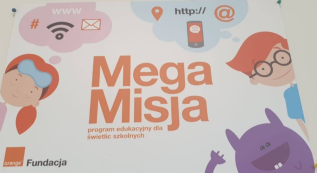 www
#
http://
@
Mega
Misja
program edukacyjny dla
świetlic szkolnych
orange
Fundacja